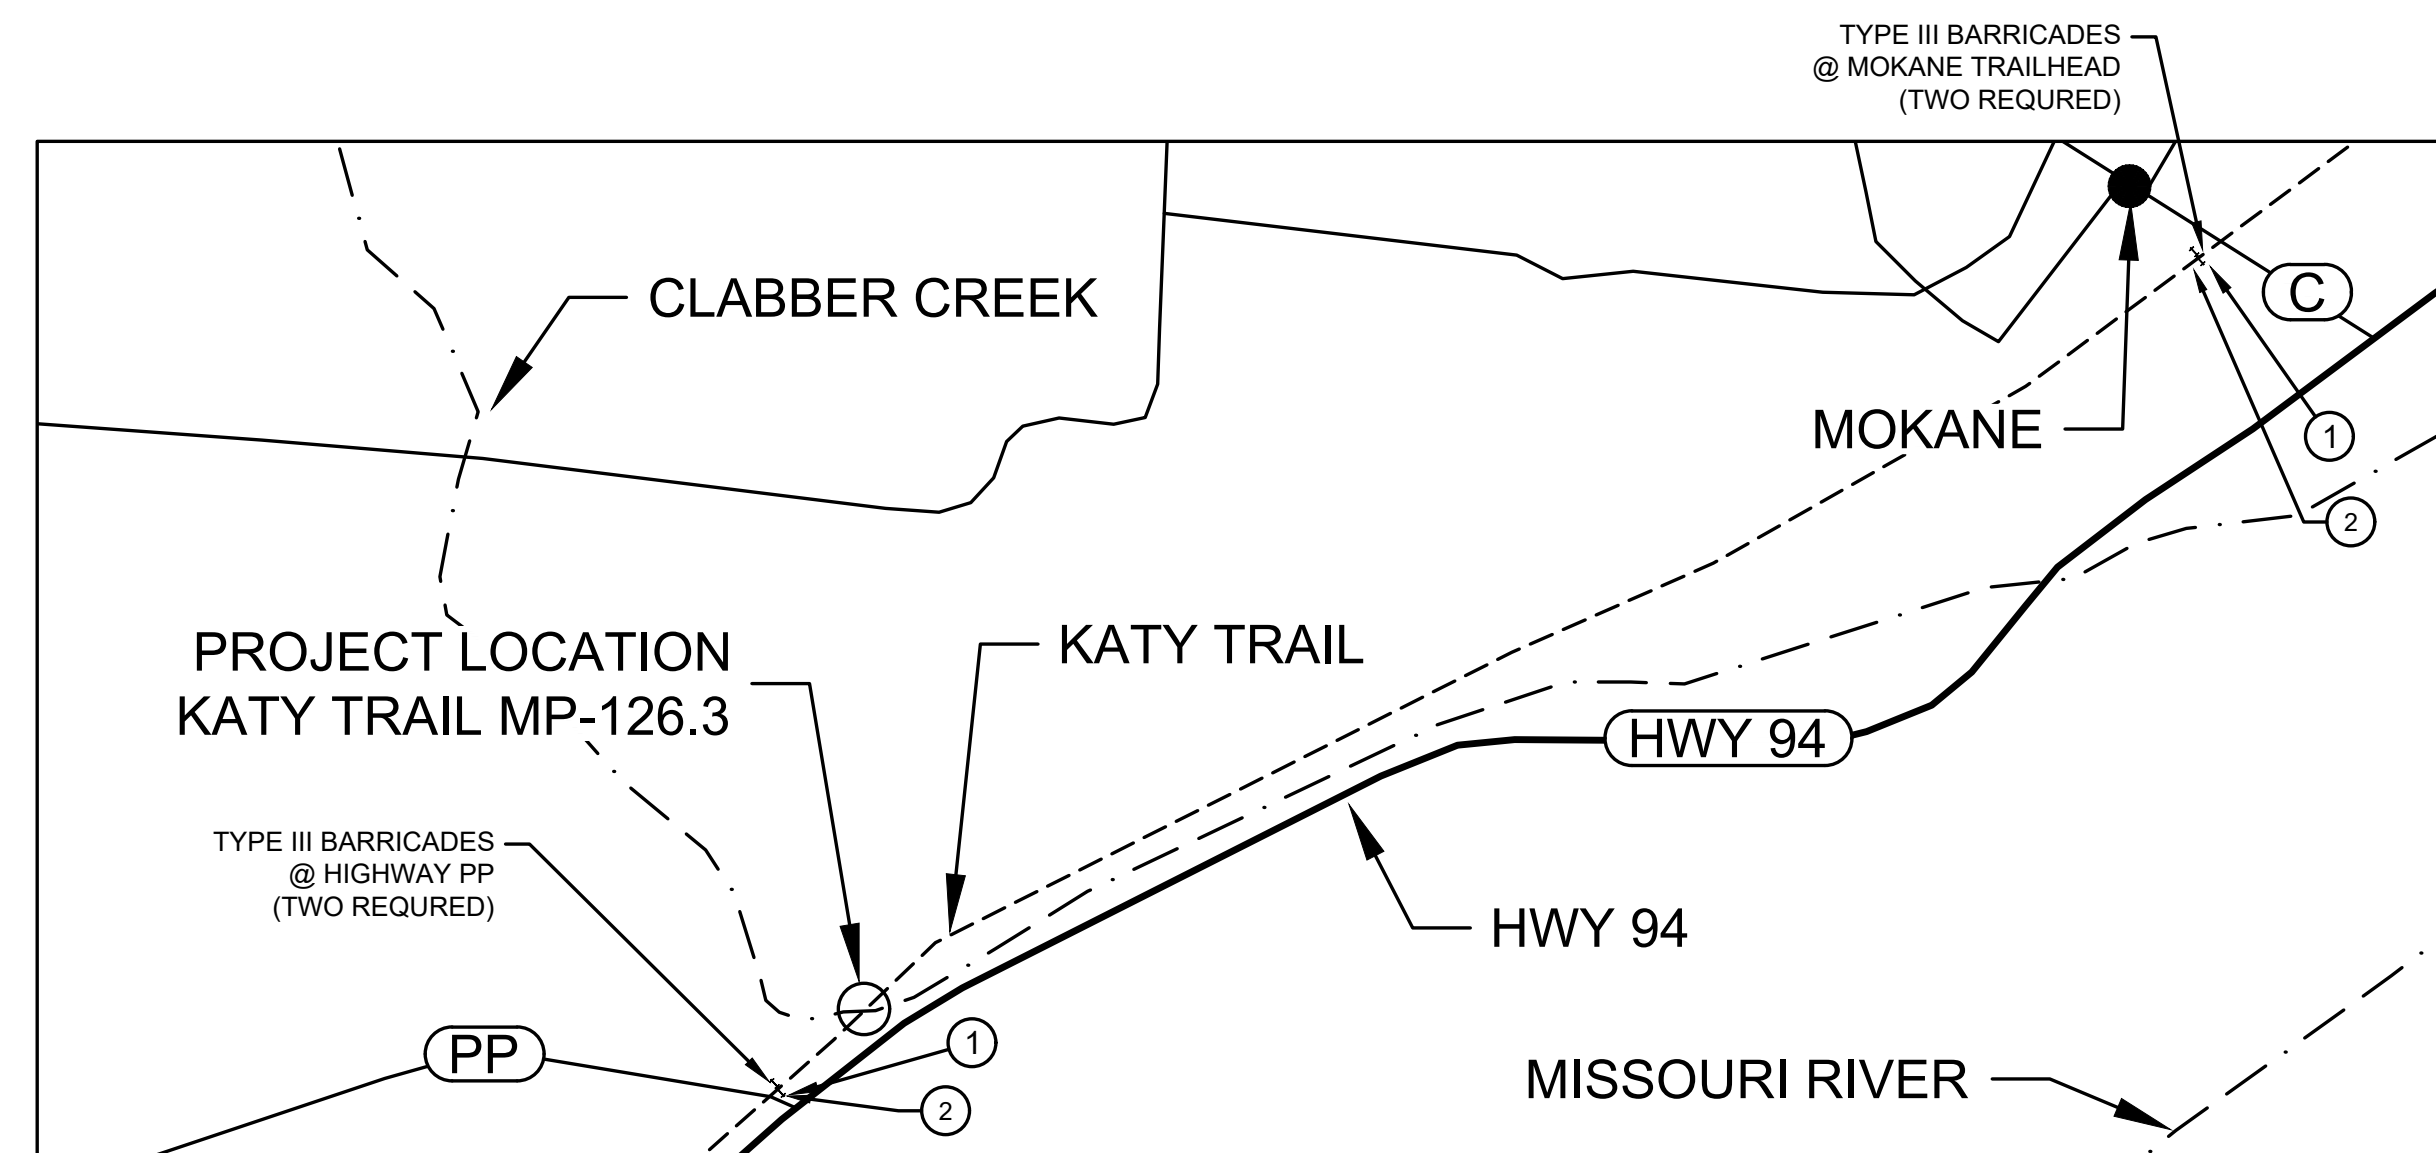 TYPE III BARRICADES
@ MOKANE TRAILHEAD
(TWO REQURED)
CLABBER CREEK
C
MOKANE
1
2
PROJECT LOCATION
KATY TRAIL MP-126.3
KATY TRAIL
HWY 94
TYPE III BARRICADES
@ HIGHWAY PP
(TWO REQURED)
HWY 94
PP
1
2
MISSOURI RIVER